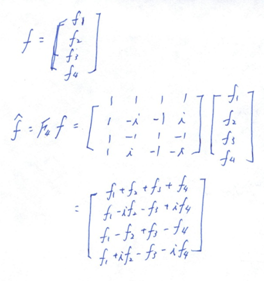 f = [ f₁
f₂
f₃
f₄ ]
f̂ = F₄ f = [ 1 1 1 1 ] [ f₁
1 -i -1 i f₂
1 -1 1 -1 f₃
1 i -1 -i ] f₄ ]
= [ f₁ + f₂ + f₃ + f₄
f₁ - if₂ - f₃ + if₄
f₁ - f₂ + f₃ - f₄
f₁ + if₂ - f₃ - if₄ ]